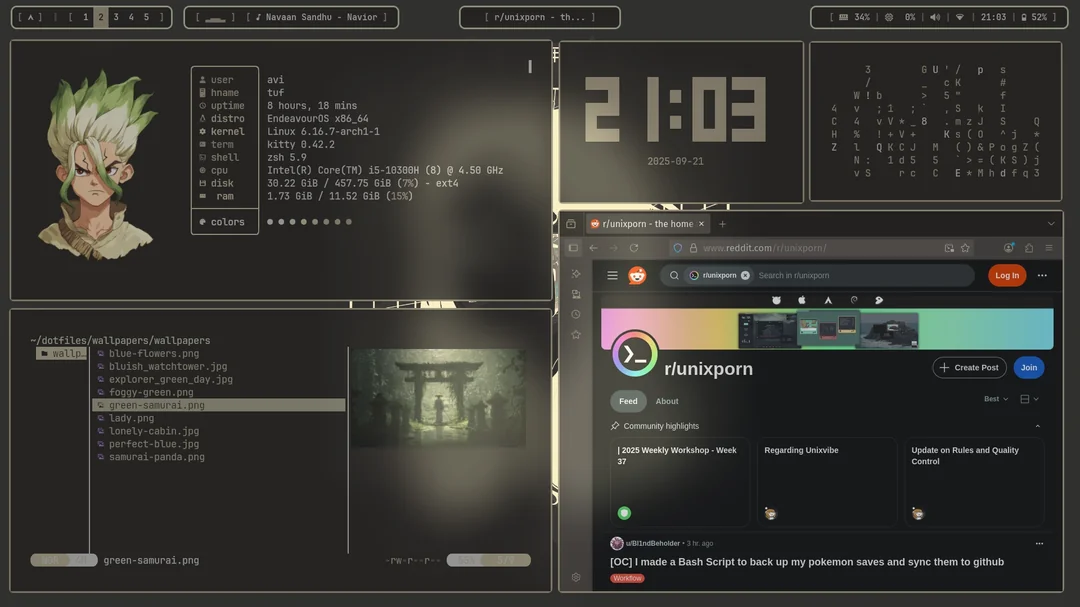 [ ] | [ 1 2 3 4 5 ]
[ ] [ ♪ Navaan Sandhu - Navior ]
[ r/unixporn - th... ]
[ 34% | 0% | | | 21:03 | 52% ]
user avi
hname tuf
uptime 8 hours, 18 mins
distro EndeavourOS x86_64
kernel Linux 6.16.7-arch1-1
term kitty 0.42.2
shell zsh 5.9
cpu Intel(R) Core(TM) i5-10300H (8) @ 4.50 GHz
disk 30.22 GiB / 457.75 GiB (7%) - ext4
ram 1.73 GiB / 11.52 GiB (15%)
colors
21:03
2025-09-21
~/dotfiles/wallpapers/wallpapers
wallp…
blue-flowers.png
bluish_watchtower.jpg
explorer_green_day.jpg
foggy-green.png
green-samurai.png
lady.png
lonely-cabin.jpg
perfect-blue.jpg
samurai-panda.png
green-samurai.png
-rw-r--r--
r/unixporn - the home
www.reddit.com/r/unixporn/
r/unixporn
Search in r/unixporn
Log In
r/unixporn
Create Post
Join
Feed
About
Best
Community highlights
| 2025 Weekly Workshop - Week
37
Regarding Unixvibe
Update on Rules and Quality
Control
u/Bl1ndBeholder • 3 hr. ago
[OC] I made a Bash Script to back up my pokemon saves and sync them to github
Workflow